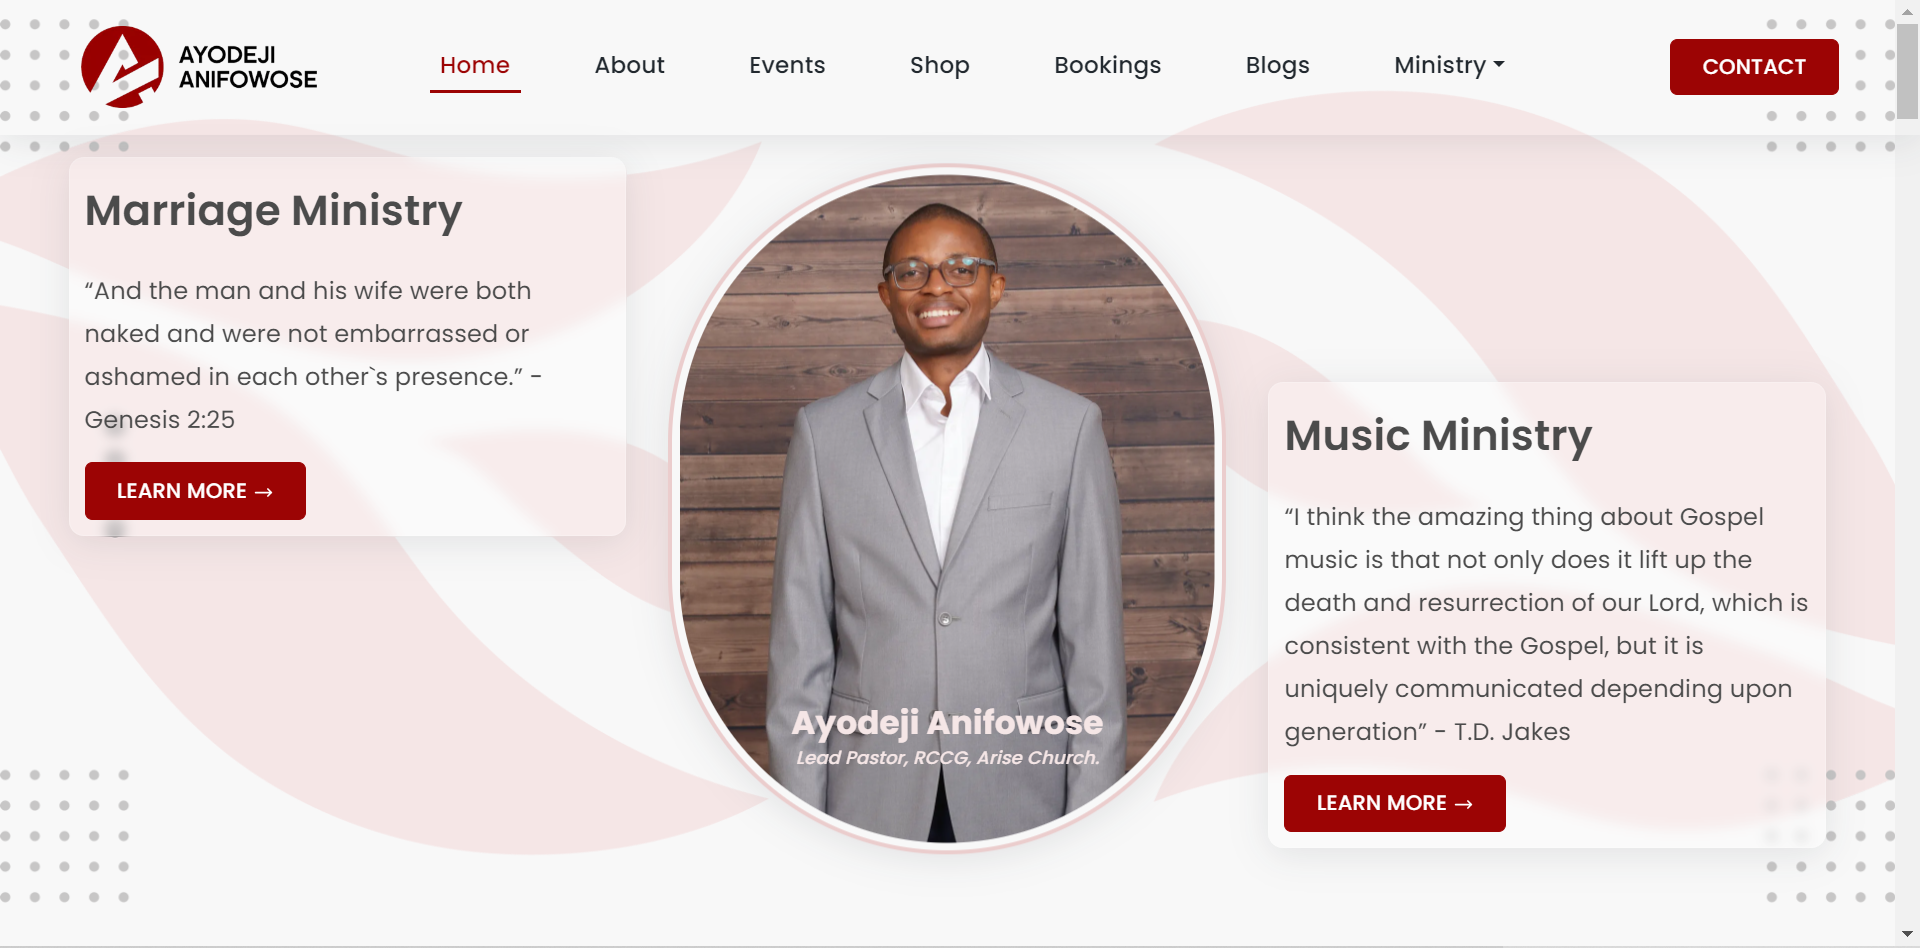 AYODEJI
ANIFOWOSE
Home
About
Events
Shop
Bookings
Blogs
Ministry
CONTACT
Marriage Ministry
“And the man and his wife were both
naked and were not embarrassed or
ashamed in each other`s presence.” -
Genesis 2:25
LEARN MORE →
Ayodeji Anifowose
Lead Pastor, RCCG, Arise Church.
Music Ministry
“I think the amazing thing about Gospel
music is that not only does it lift up the
death and resurrection of our Lord, which is
consistent with the Gospel, but it is
uniquely communicated depending upon
generation” - T.D. Jakes
LEARN MORE →